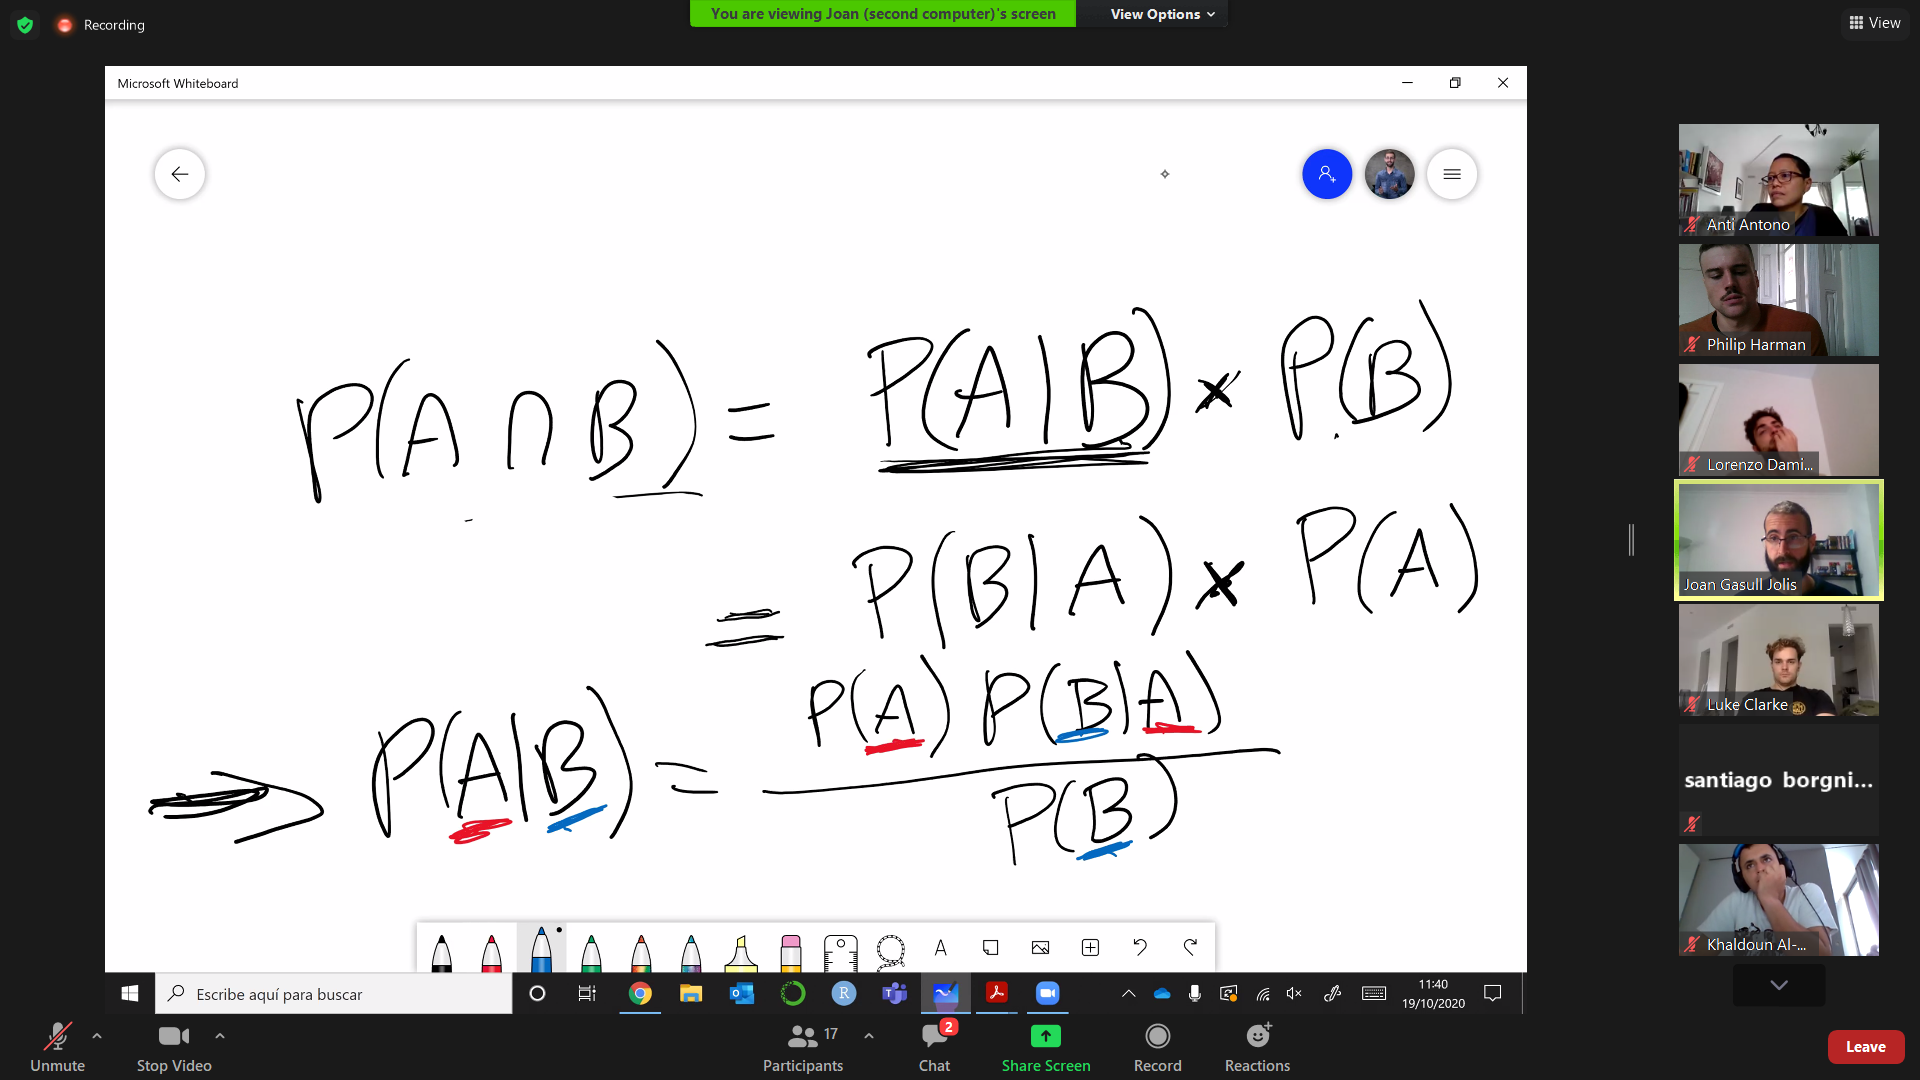 Recording
You are viewing Joan (second computer)'s screen
View Options
View
Microsoft Whiteboard
P(A ∩ B) = P(A|B) × P(B)
= P(B|A) × P(A)
P(A) P(B|A)
⇒ P(A|B) =
P(B)
Anti Antono
Philip Harman
Lorenzo Dami...
Joan Gasull Jolis
Luke Clarke
santiago borgni...
Khaldoun Al-...
A
Escribe aquí para buscar
R
11:40
19/10/2020
Unmute
Stop Video
17
Participants
2
Chat
Share Screen
Record
Reactions
Leave